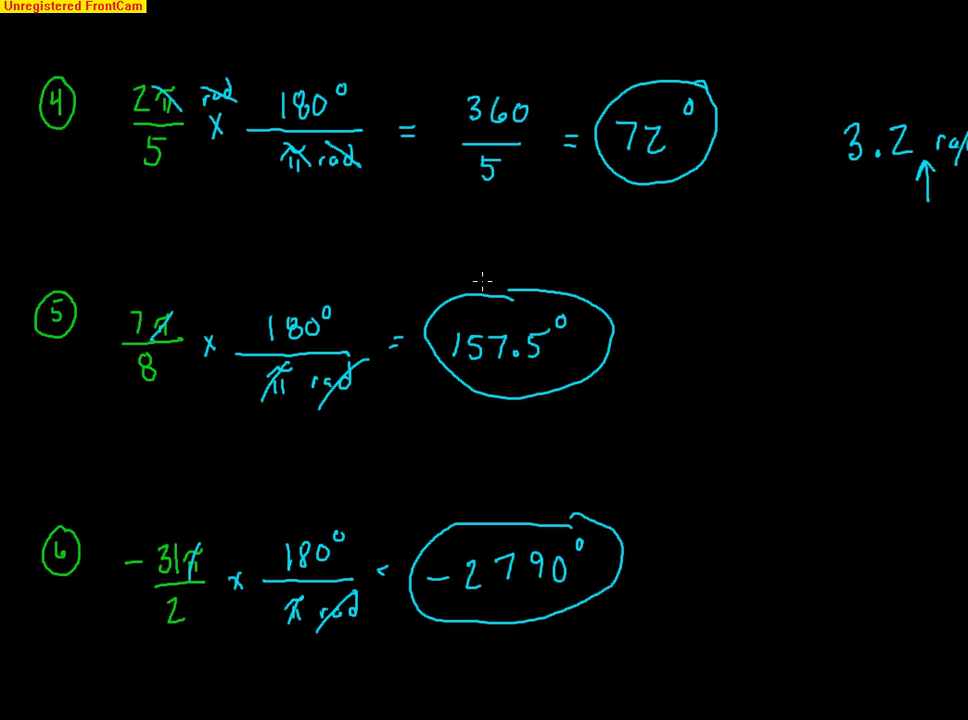 Unregistered FrontCam
④ 2π/5 rad × 180°/π rad = 360/5 = 72°
3.2 ra
⑤ 7π/8 × 180°/π rad = 157.5°
⑥ -31π/2 × 180°/π rad = -2790°